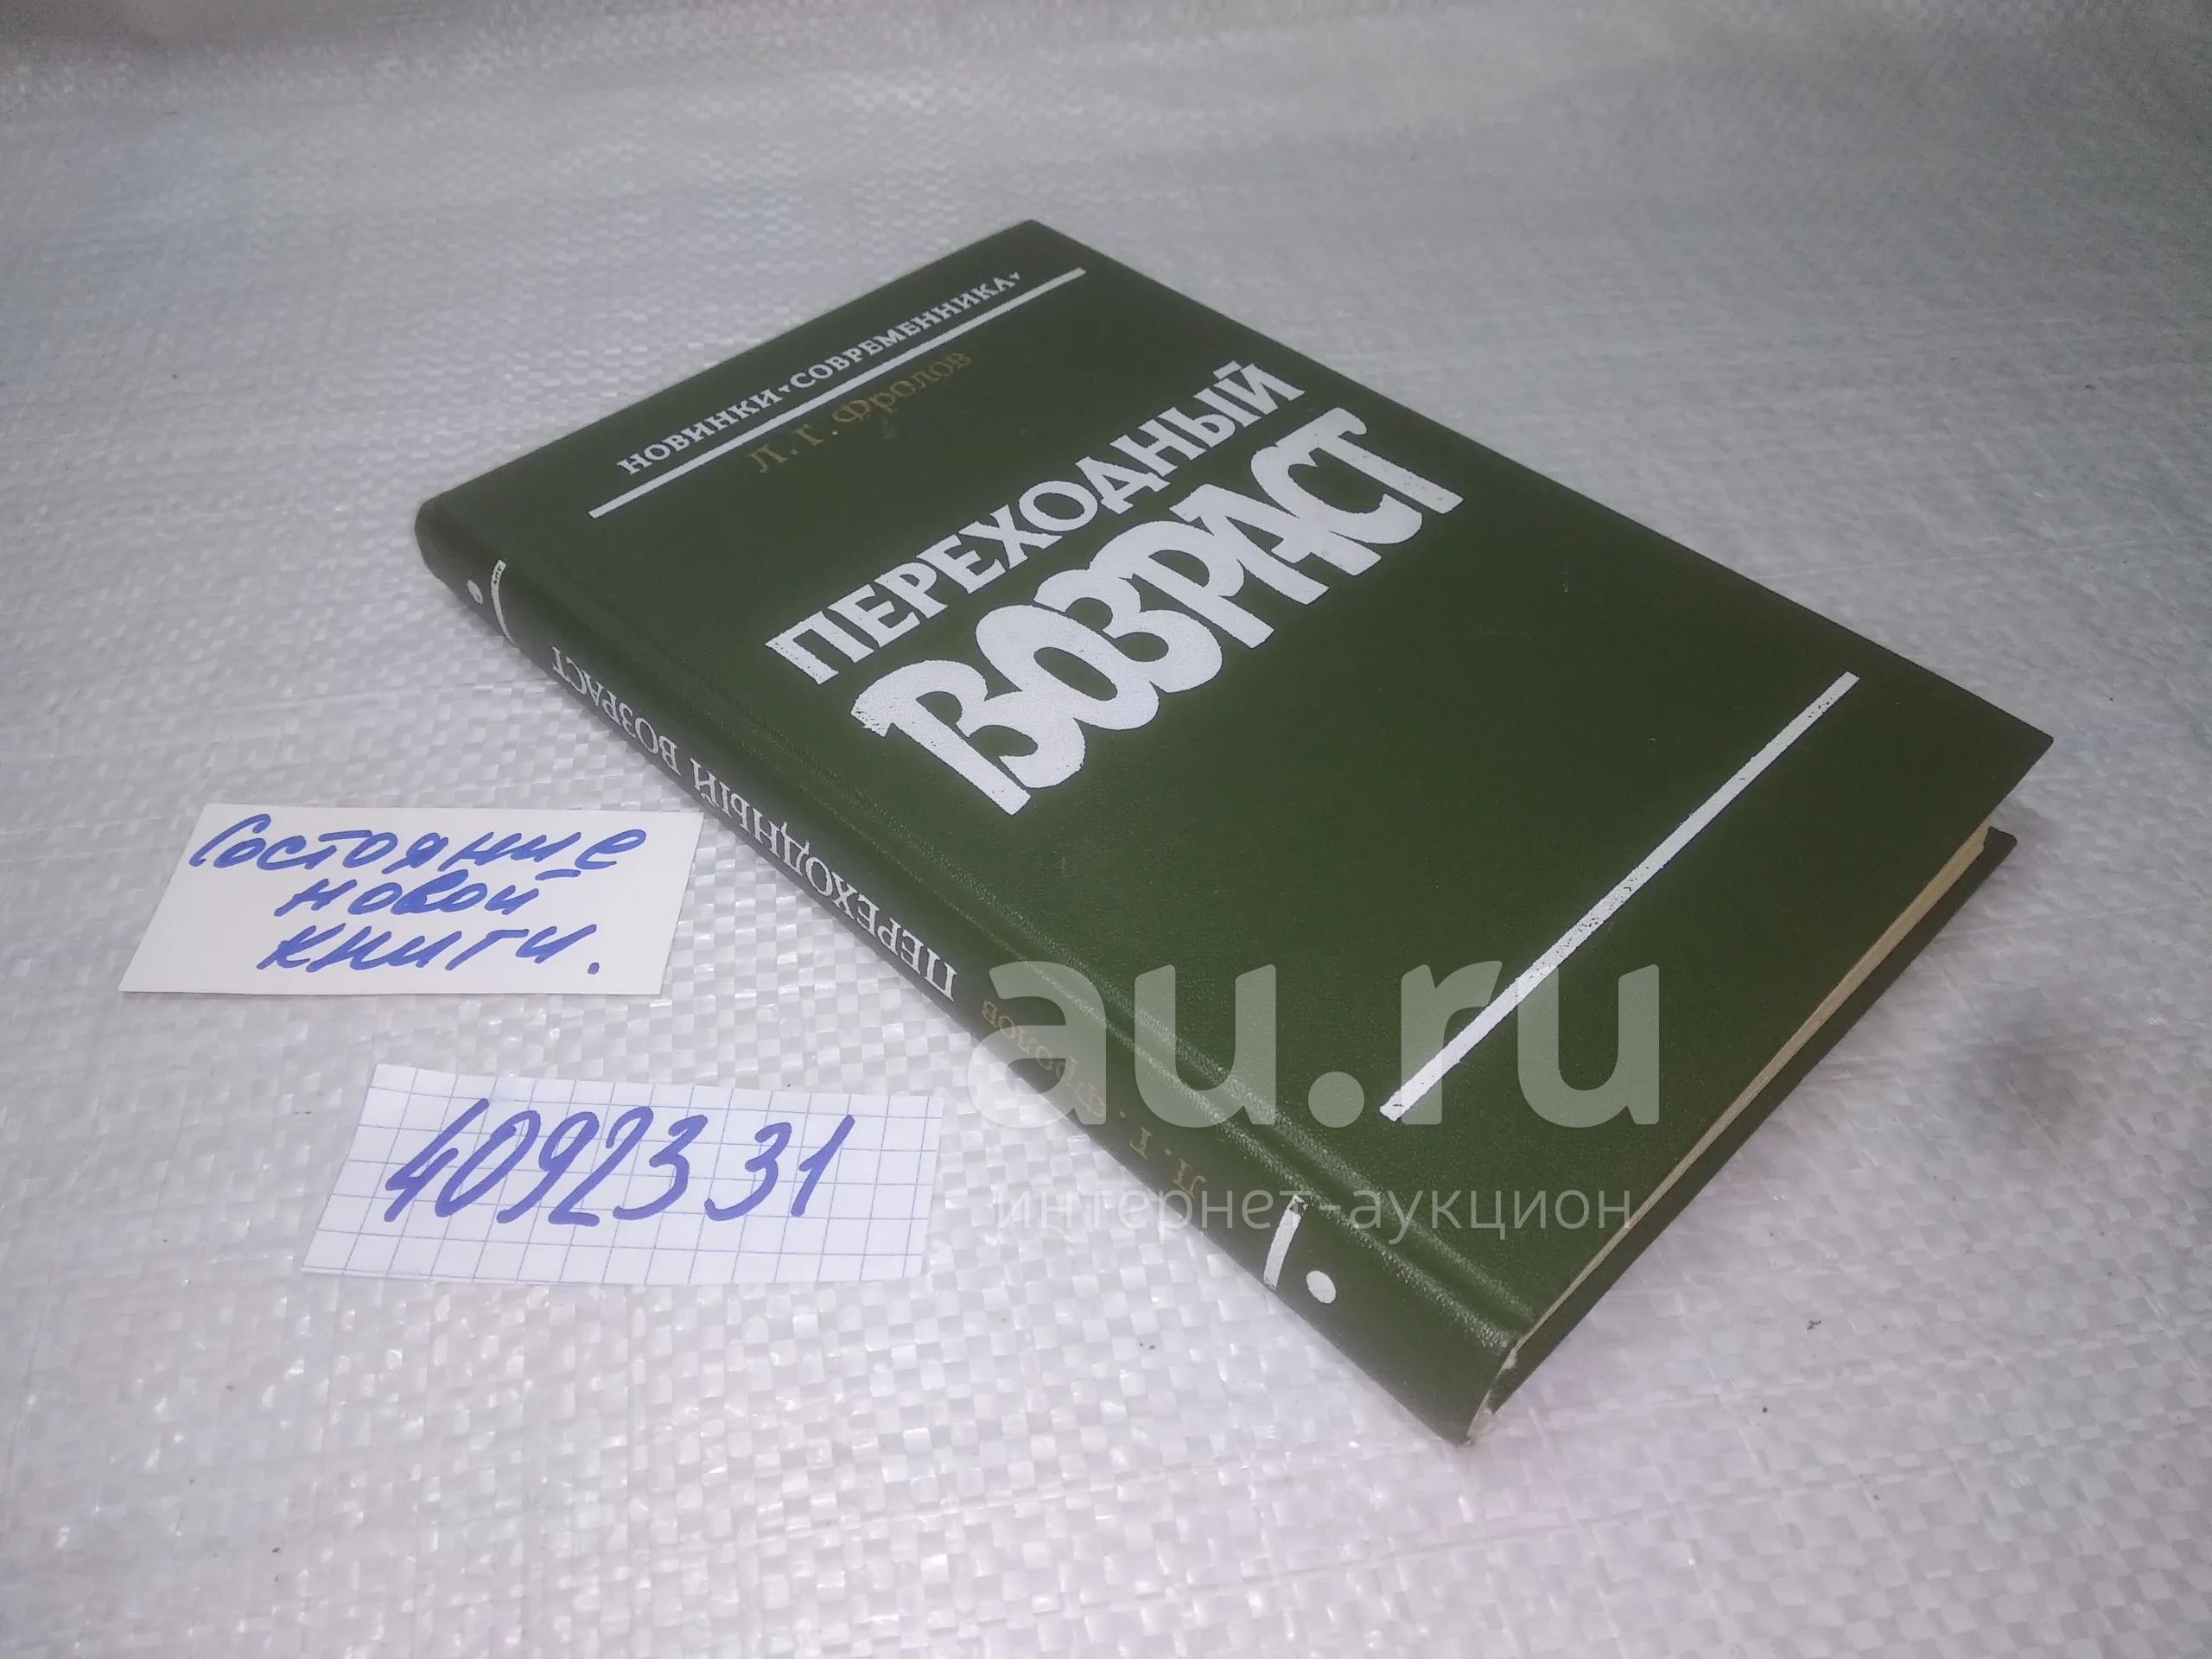 НОВИНКИ "СОВРЕМЕННИКА"
Л. Г. Фролов
ПЕРЕХОДНЫЙ
ВОЗРАСТ
Л. Г. Фролов ПЕРЕХОДНЫЙ ВОЗРАСТ
Состояние
новой
книги.
4092331
au.ru
интернет-аукцион